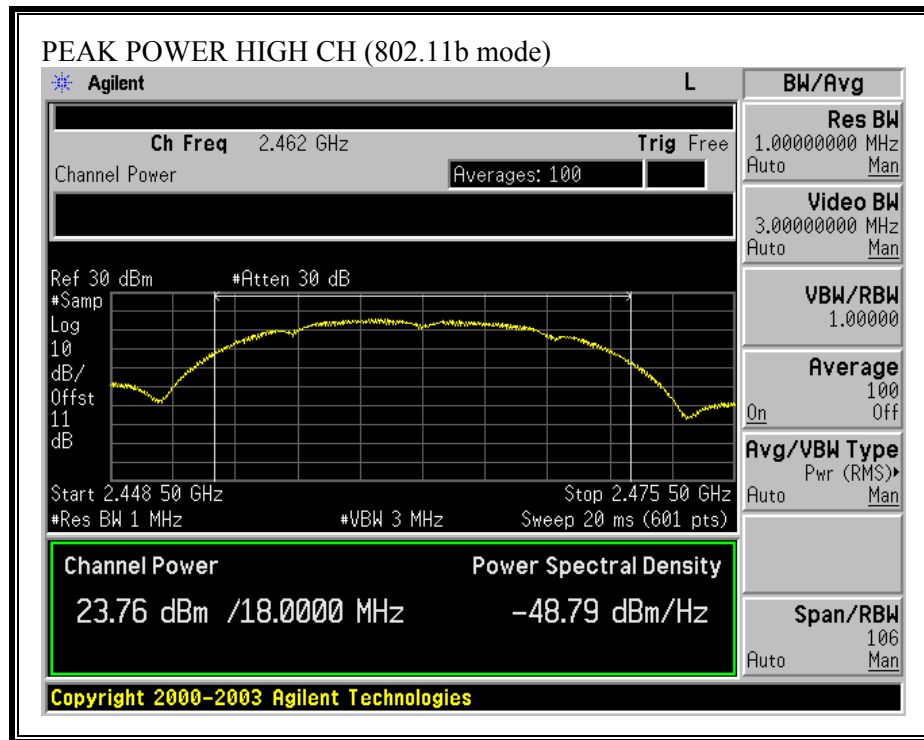 PEAK POWER HIGH CH (802.11b mode)
Agilent L BW/Avg
Ch Freq 2.462 GHz Trig Free
Channel Power Averages: 100
Ref 30 dBm #Atten 30 dB
#Samp
Log
10
dB/
Offst
11
dB
Start 2.448 50 GHz Stop 2.475 50 GHz
#Res BW 1 MHz #VBW 3 MHz Sweep 20 ms (601 pts)
Channel Power Power Spectral Density
23.76 dBm /18.0000 MHz -48.79 dBm/Hz
Res BW
1.00000000 MHz
Auto Man
Video BW
3.00000000 MHz
Auto Man
VBW/RBW
1.00000
Average
100
On Off
Avg/VBW Type
Pwr (RMS)▸
Auto Man
Span/RBW
106
Auto Man
Copyright 2000-2003 Agilent Technologies